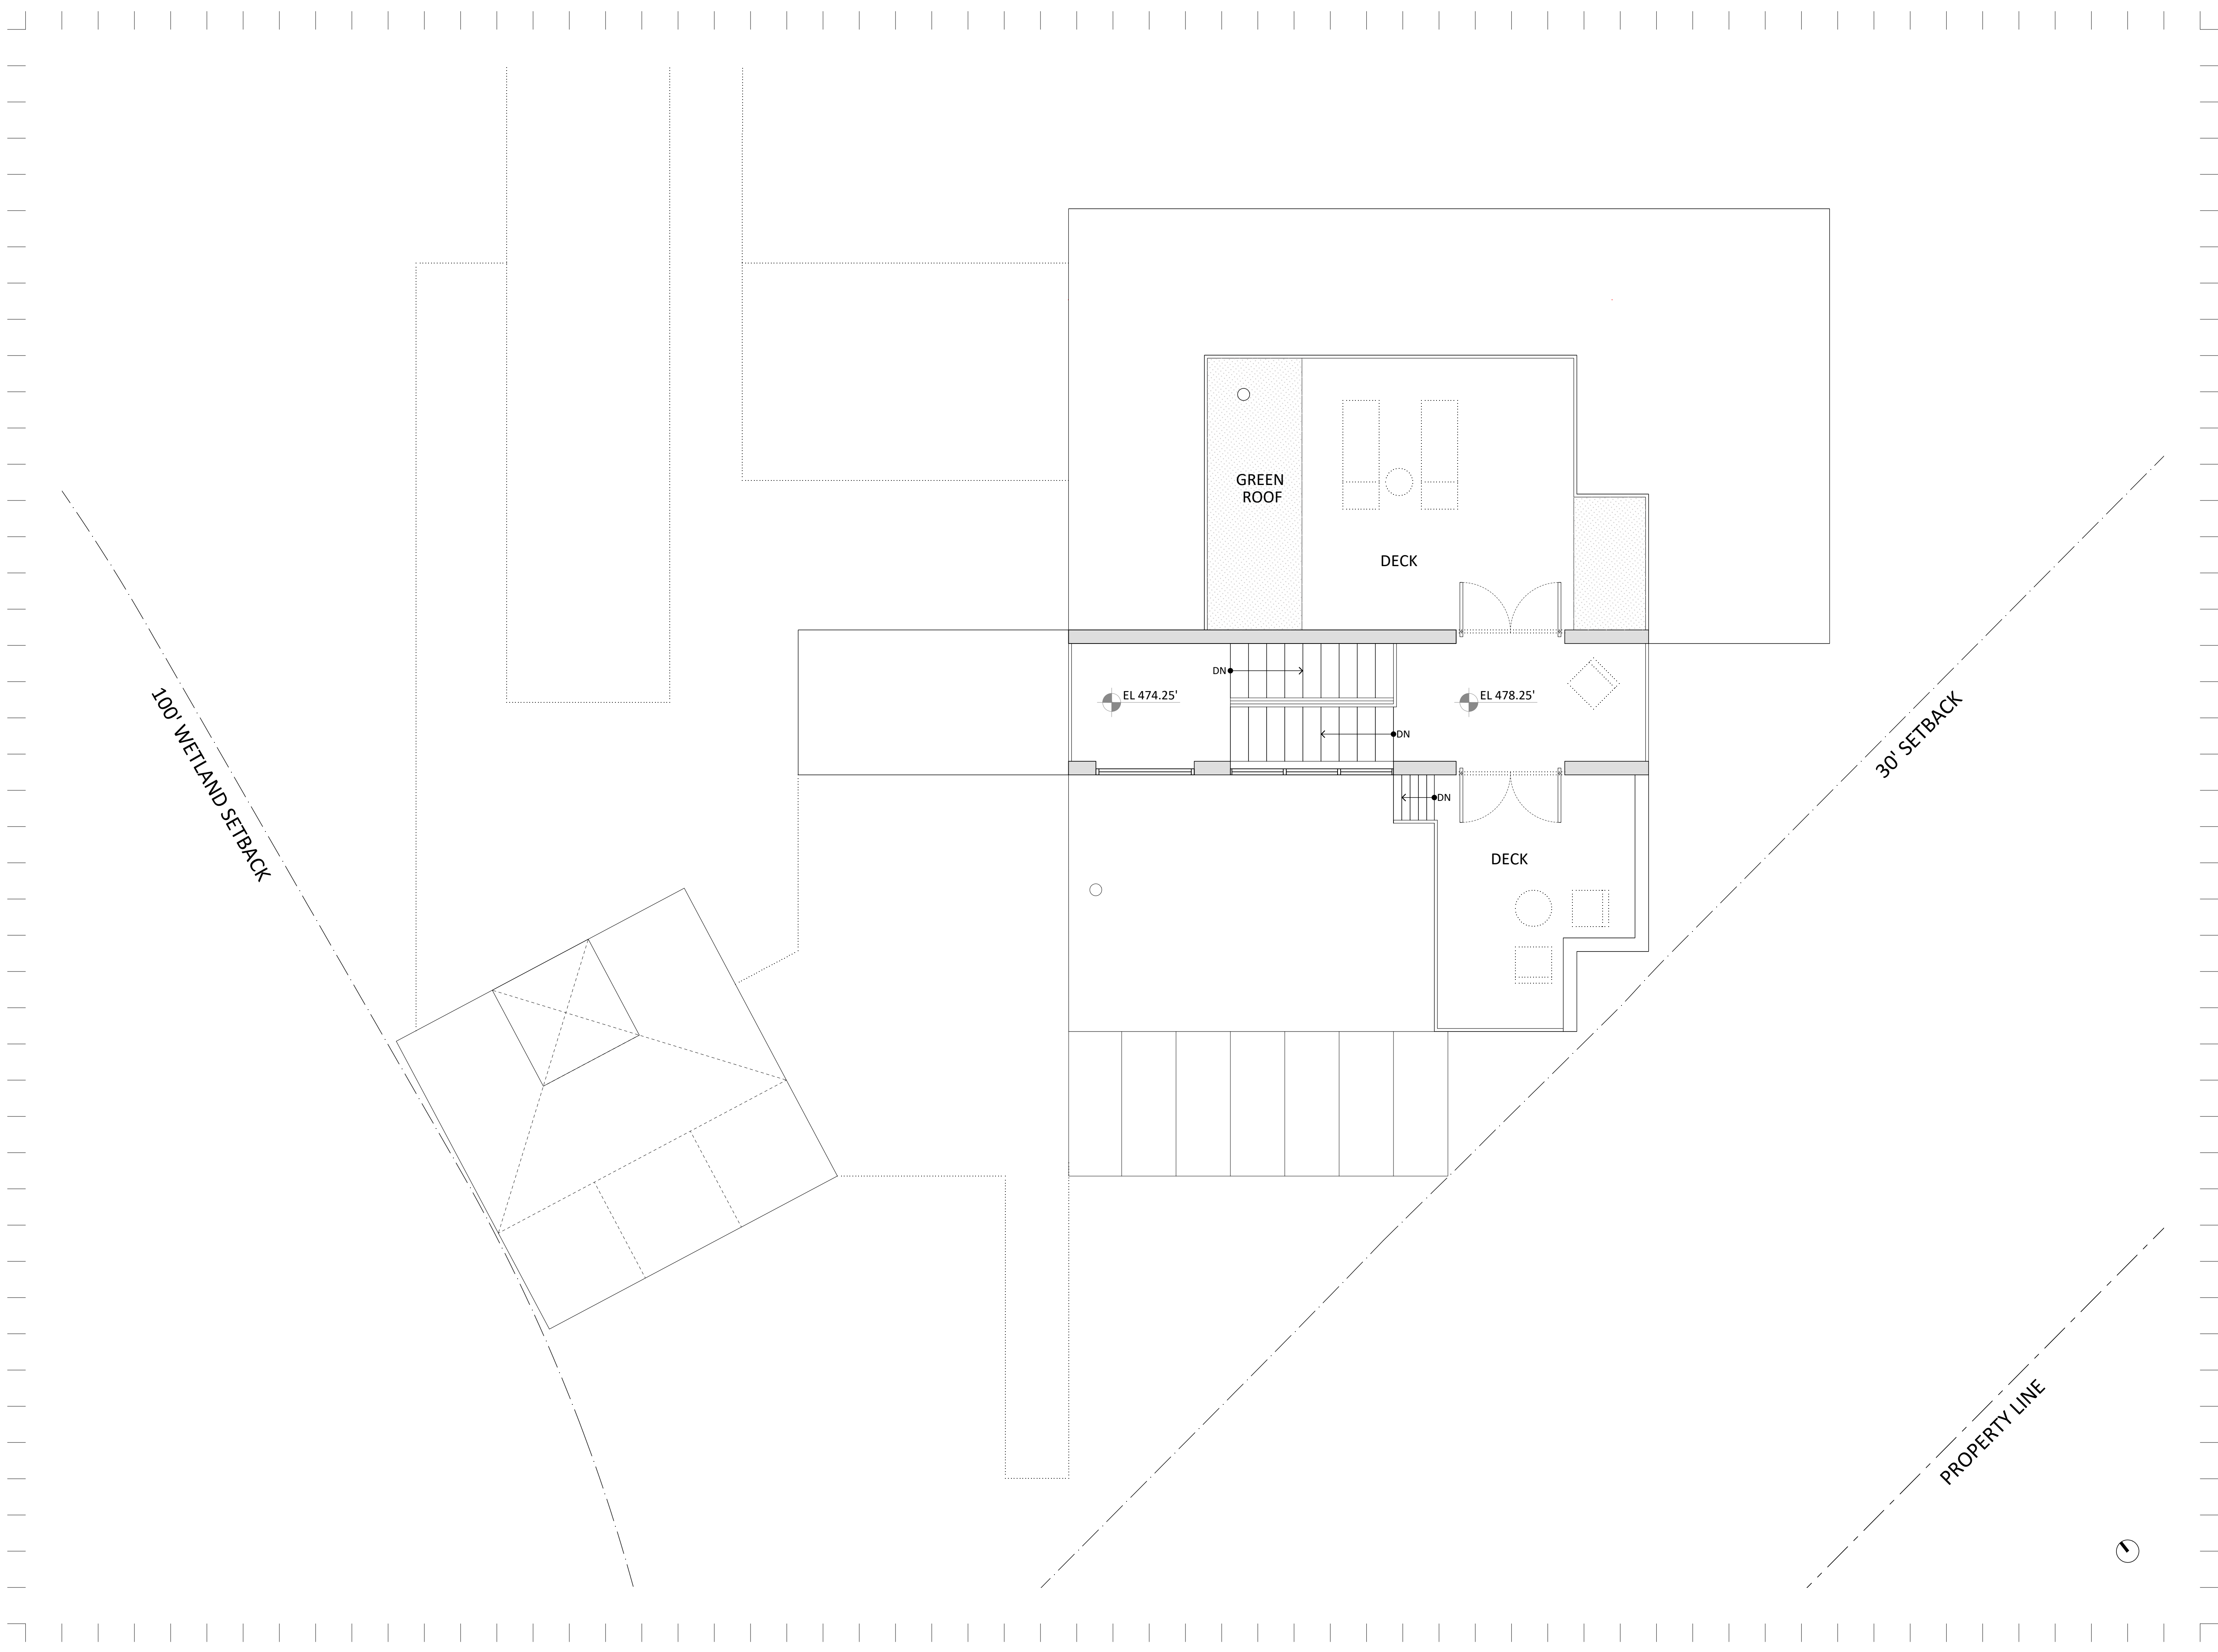 GREEN
ROOF
DECK
DN
EL 474.25'
EL 478.25'
DN
DN
DECK
100' WETLAND SETBACK
30' SETBACK
PROPERTY LINE